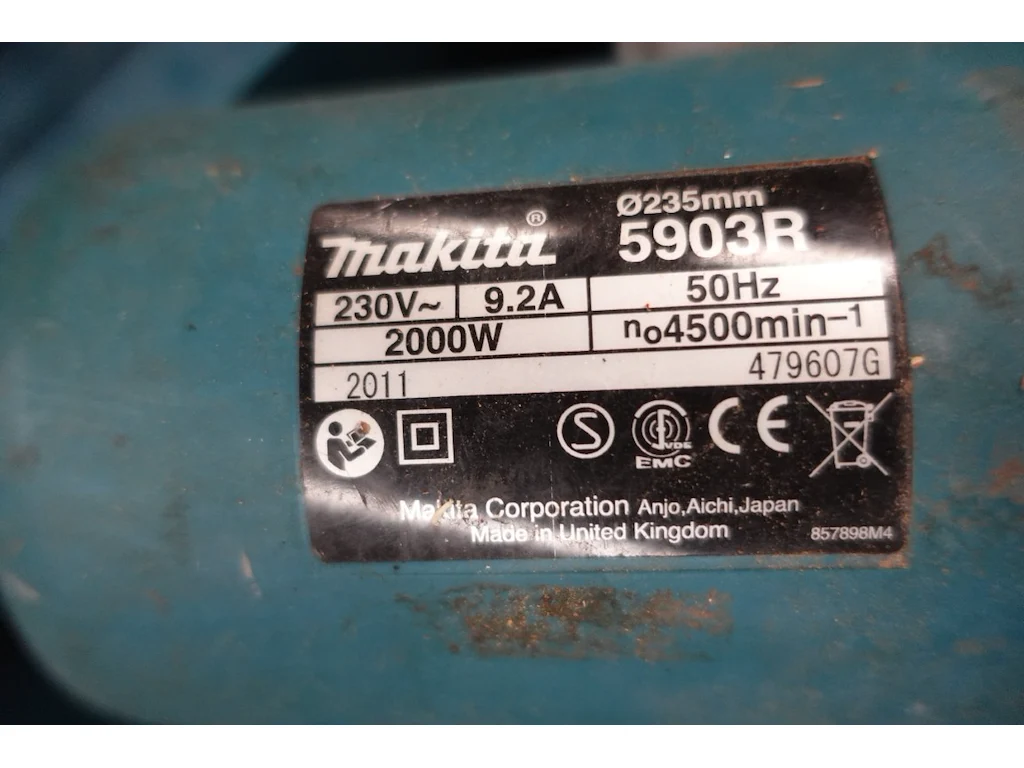 Ø235mm
makita® 5903R
230V~ 9.2A 50Hz
2000W n₀4500min-1
2011 479607G
S VDE CE
EMC
Makita Corporation Anjo,Aichi,Japan
Made in United Kingdom 857898M4